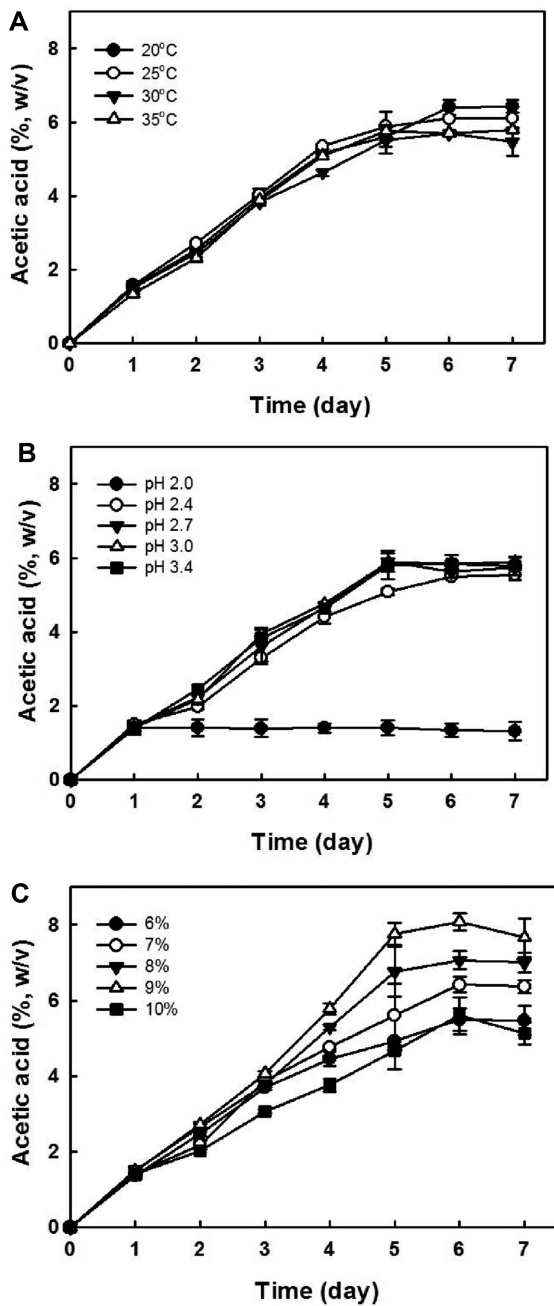 A
20°C
25°C
30°C
35°C
8
6
4
2
0
Acetic acid (%, w/v)
0 1 2 3 4 5 6 7
Time (day)
B
pH 2.0
pH 2.4
pH 2.7
pH 3.0
pH 3.4
8
6
4
2
0
Acetic acid (%, w/v)
0 1 2 3 4 5 6 7
Time (day)
C
6%
7%
8%
9%
10%
8
6
4
2
0
Acetic acid (%, w/v)
0 1 2 3 4 5 6 7
Time (day)